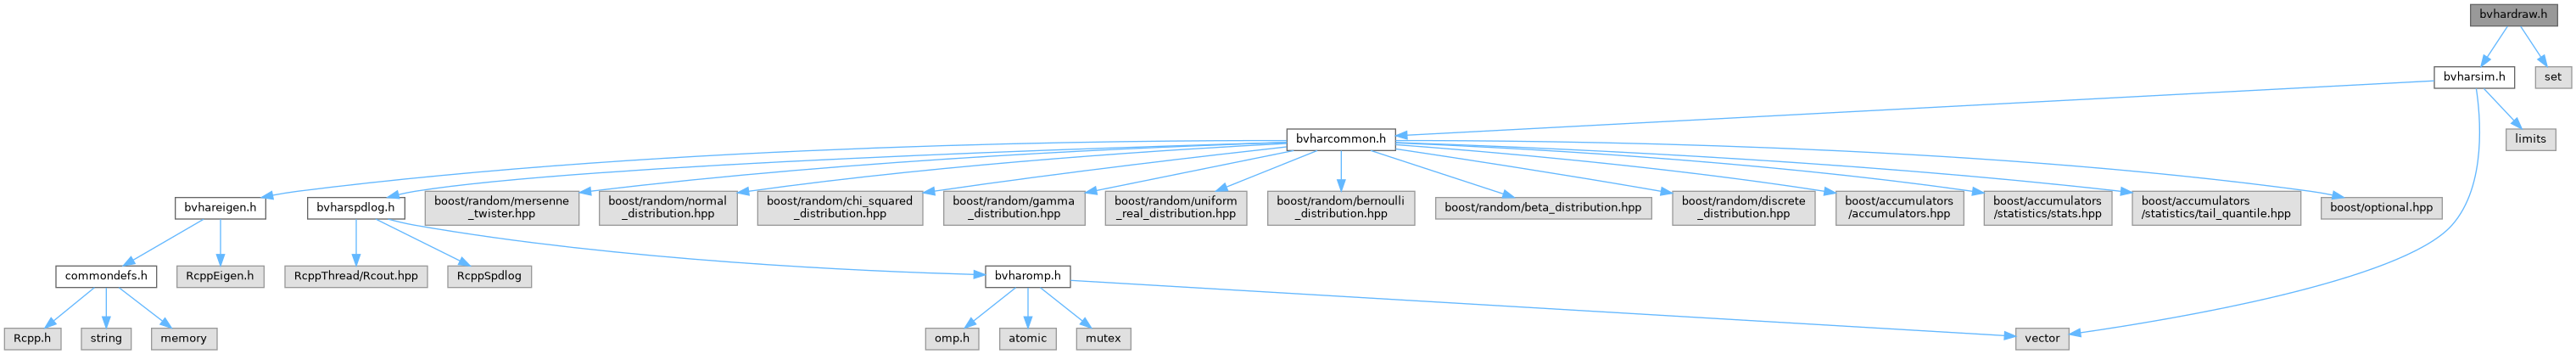 bvhardraw.h
bvharsim.h
set
bvharcommon.h
limits
bvhareigen.h
bvharspdlog.h
boost/random/mersenne
_twister.hpp
boost/random/normal
_distribution.hpp
boost/random/chi_squared
_distribution.hpp
boost/random/gamma
_distribution.hpp
boost/random/uniform
_real_distribution.hpp
boost/random/bernoulli
_distribution.hpp
boost/random/beta_distribution.hpp
boost/random/discrete
_distribution.hpp
boost/accumulators
/accumulators.hpp
boost/accumulators
/statistics/stats.hpp
boost/accumulators
/statistics/tail_quantile.hpp
boost/optional.hpp
commondefs.h
RcppEigen.h
RcppThread/Rcout.hpp
RcppSpdlog
bvharomp.h
Rcpp.h
string
memory
omp.h
atomic
mutex
vector